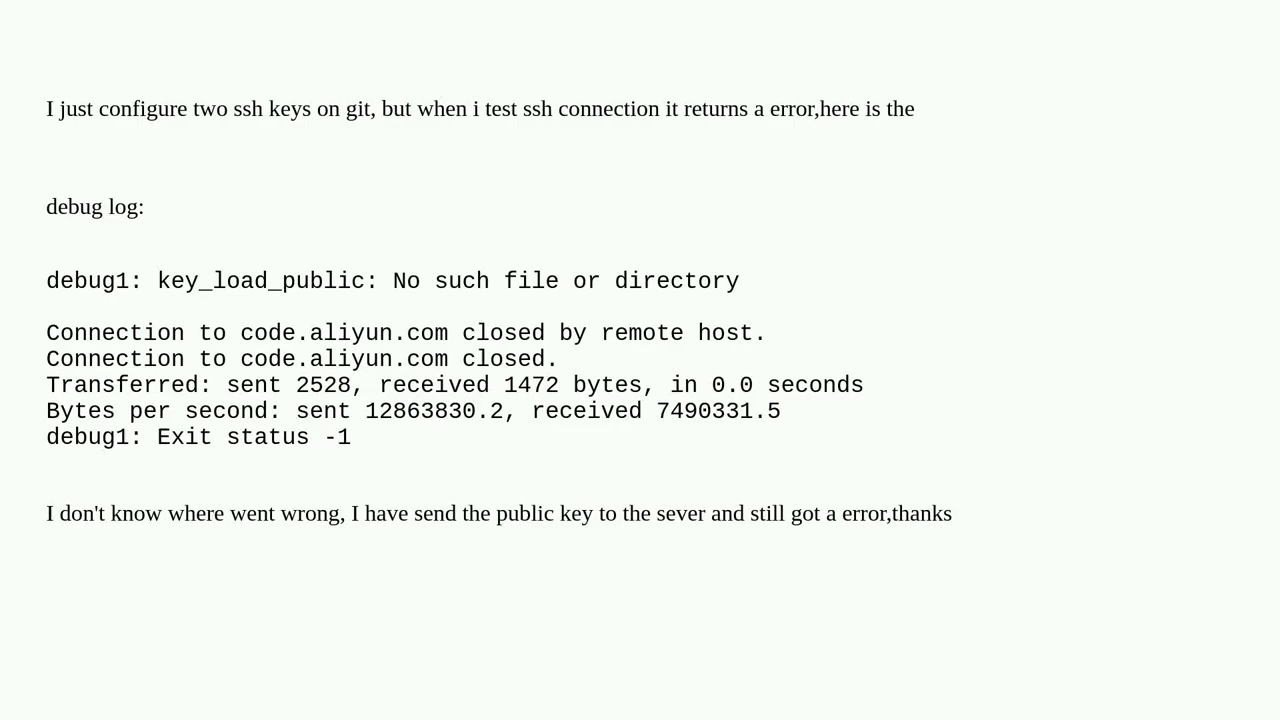 I just configure two ssh keys on git, but when i test ssh connection it returns a error,here is the
debug log:
debug1: key_load_public: No such file or directory
Connection to code.aliyun.com closed by remote host.
Connection to code.aliyun.com closed.
Transferred: sent 2528, received 1472 bytes, in 0.0 seconds
Bytes per second: sent 12863830.2, received 7490331.5
debug1: Exit status -1
I don't know where went wrong, I have send the public key to the sever and still got a error,thanks